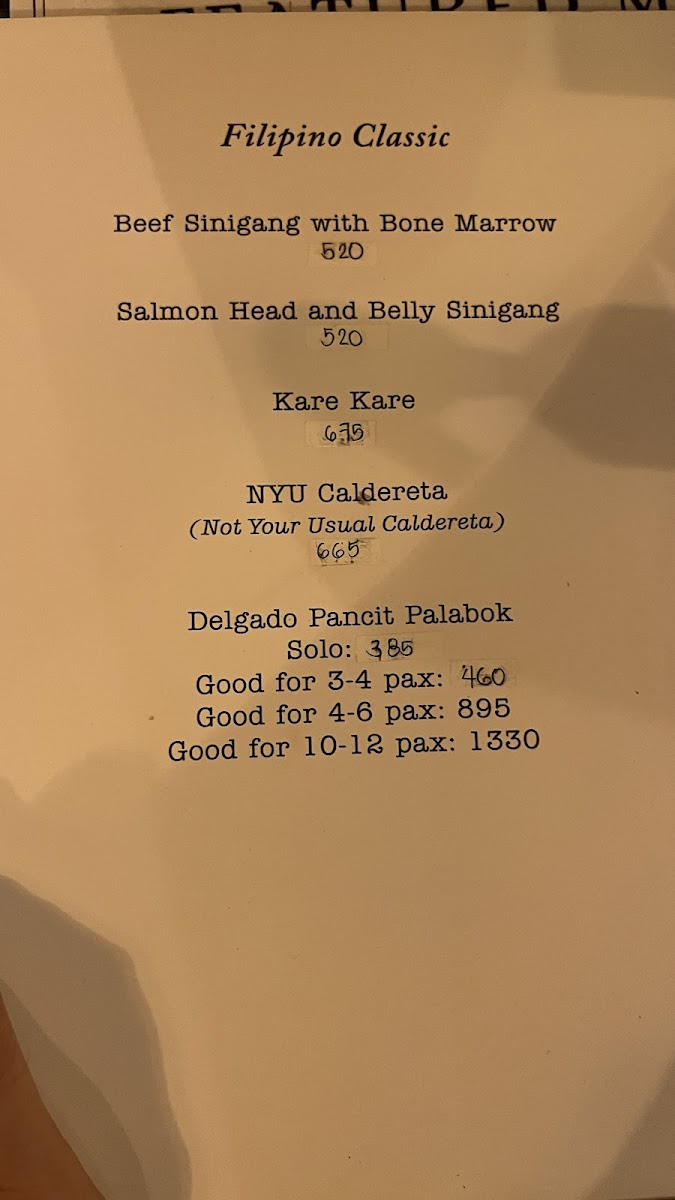 Filipino Classic
Beef Sinigang with Bone Marrow
520
Salmon Head and Belly Sinigang
520
Kare Kare
675
NYU Caldereta
(Not Your Usual Caldereta)
665
Delgado Pancit Palabok
Solo: 385
Good for 3-4 pax: 460
Good for 4-6 pax: 895
Good for 10-12 pax: 1330